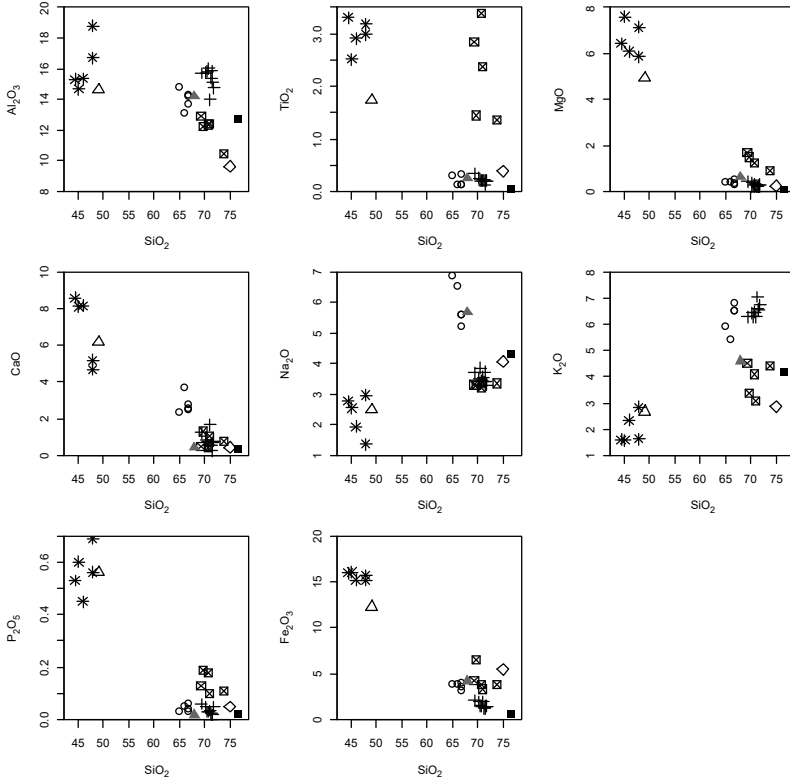 Al₂O₃
8 10 12 14 16 18 20
45 50 55 60 65 70 75
SiO₂
TiO₂
0.0 1.0 2.0 3.0
45 50 55 60 65 70 75
SiO₂
MgO
0 2 4 6 8
45 50 55 60 65 70 75
SiO₂
CaO
0 2 4 6 8 10
45 50 55 60 65 70 75
SiO₂
Na₂O
1 2 3 4 5 6 7
45 50 55 60 65 70 75
SiO₂
K₂O
1 2 3 4 5 6 7 8
45 50 55 60 65 70 75
SiO₂
P₂O₅
0.0 0.2 0.4 0.6
45 50 55 60 65 70 75
SiO₂
Fe₂O₃
0 5 10 15 20
45 50 55 60 65 70 75
SiO₂